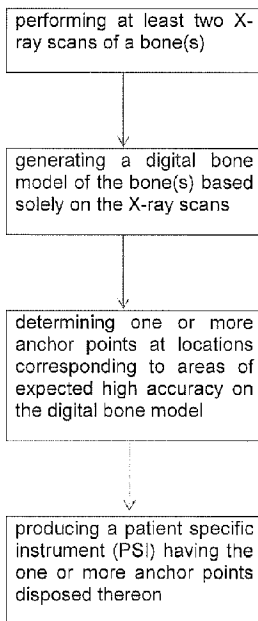 performing at least two X-
ray scans of a bone(s)
generating a digital bone
model of the bone(s) based
solely on the X-ray scans
determining one or more
anchor points at locations
corresponding to areas of
expected high accuracy on
the digital bone model
producing a patient specific
instrument (PSI) having the
one or more anchor points
disposed thereon